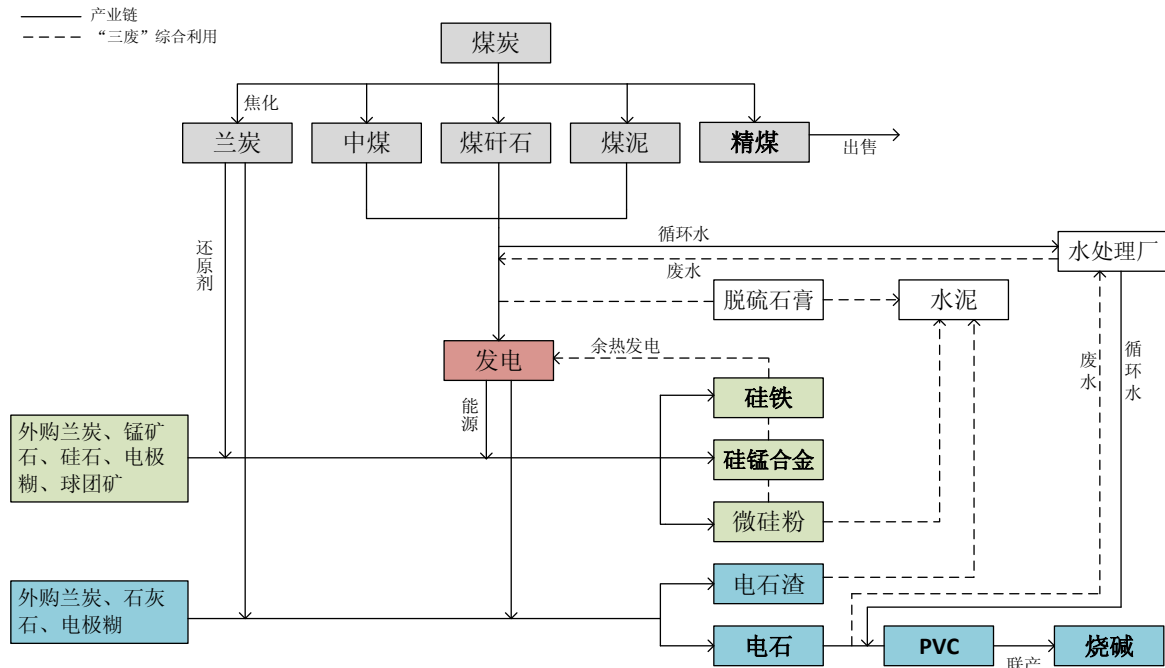 产业链
“三废”综合利用
煤炭
焦化
兰炭
中煤
煤矸石
煤泥
精煤
出售
还原剂
循环水
废水
水处理厂
脱硫石膏
水泥
发电
余热发电
能源
废水
循环水
硅铁
外购兰炭、锰矿
石、硅石、电极
糊、球团矿
硅锰合金
微硅粉
电石渣
外购兰炭、石灰
石、电极糊
电石
PVC
联产
烧碱